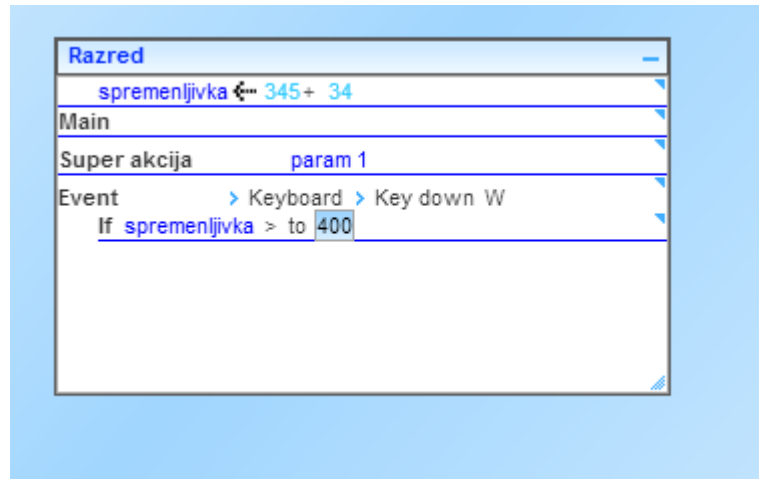 Razred
spremenljivka 345 + 34
Main
Super akcija param 1
Event > Keyboard > Key down W
If spremenljivka > to 400